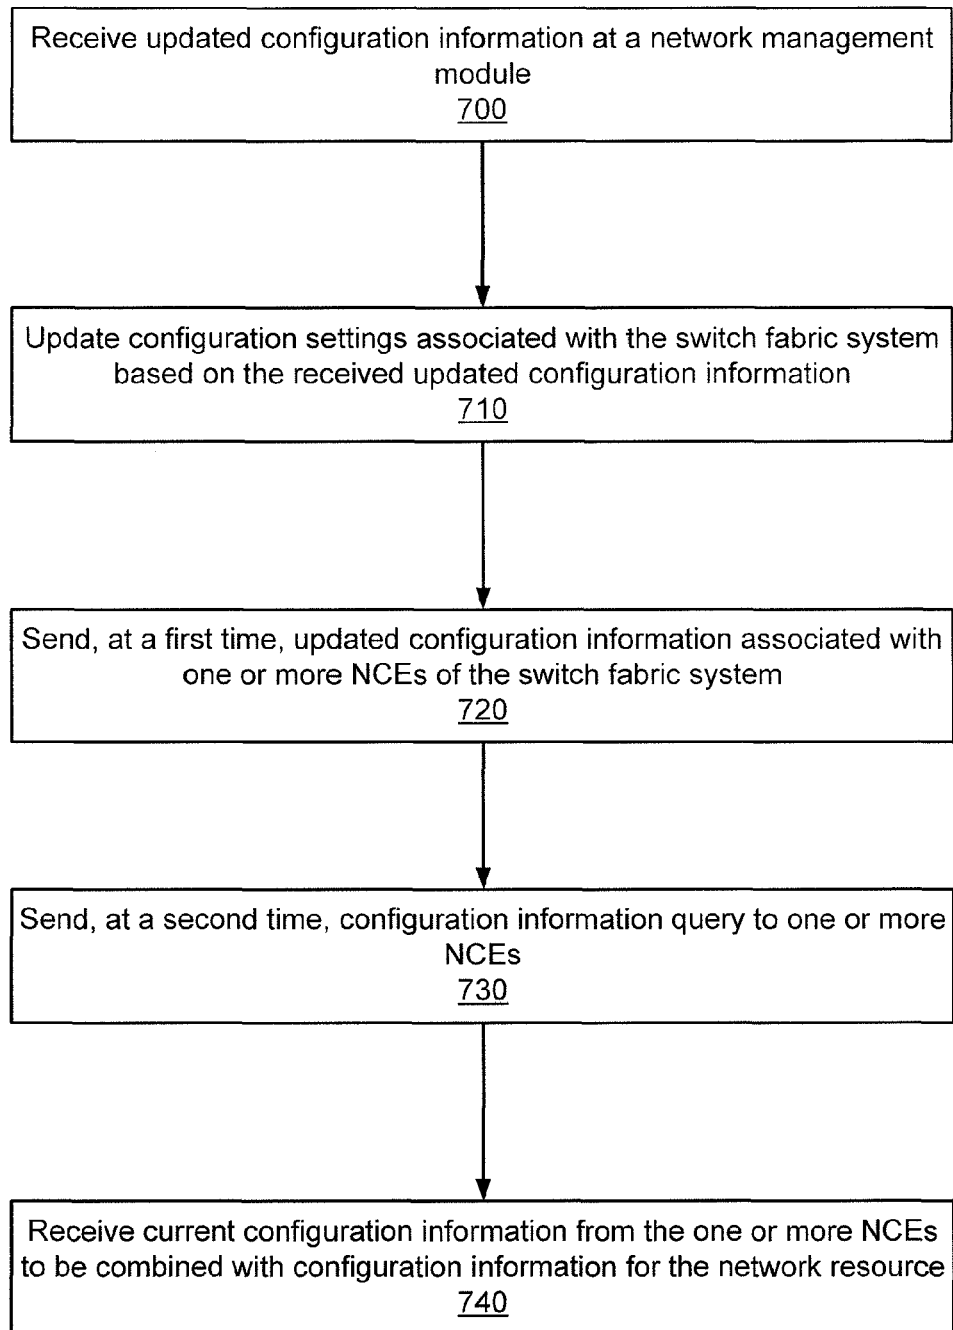 Receive updated configuration information at a network management
module
700
Update configuration settings associated with the switch fabric system
based on the received updated configuration information
710
Send, at a first time, updated configuration information associated with
one or more NCEs of the switch fabric system
720
Send, at a second time, configuration information query to one or more
NCEs
730
Receive current configuration information from the one or more NCEs
to be combined with configuration information for the network resource
740